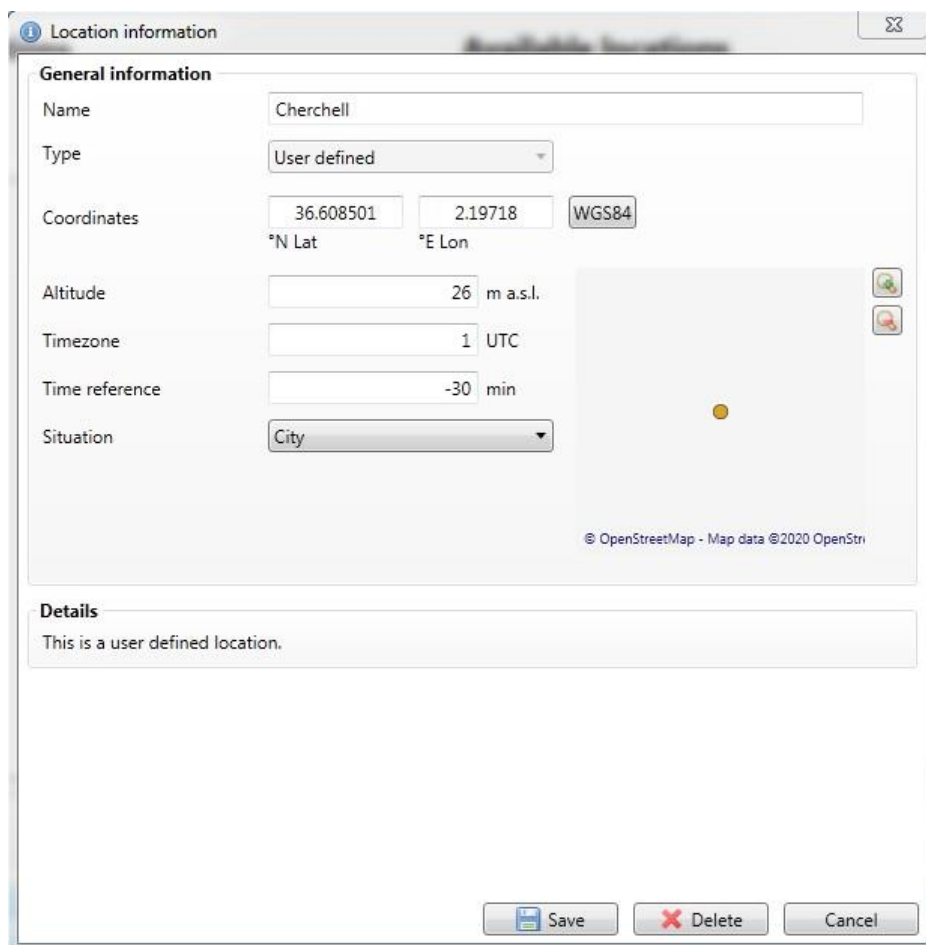 Location information
Available locations
General information
Name Cherchell
Type User defined
Coordinates 36.608501 2.19718 WGS84
°N Lat °E Lon
Altitude 26 m a.s.l.
Timezone 1 UTC
Time reference -30 min
Situation City
© OpenStreetMap - Map data ©2020 OpenStr
Details
This is a user defined location.
Save Delete Cancel